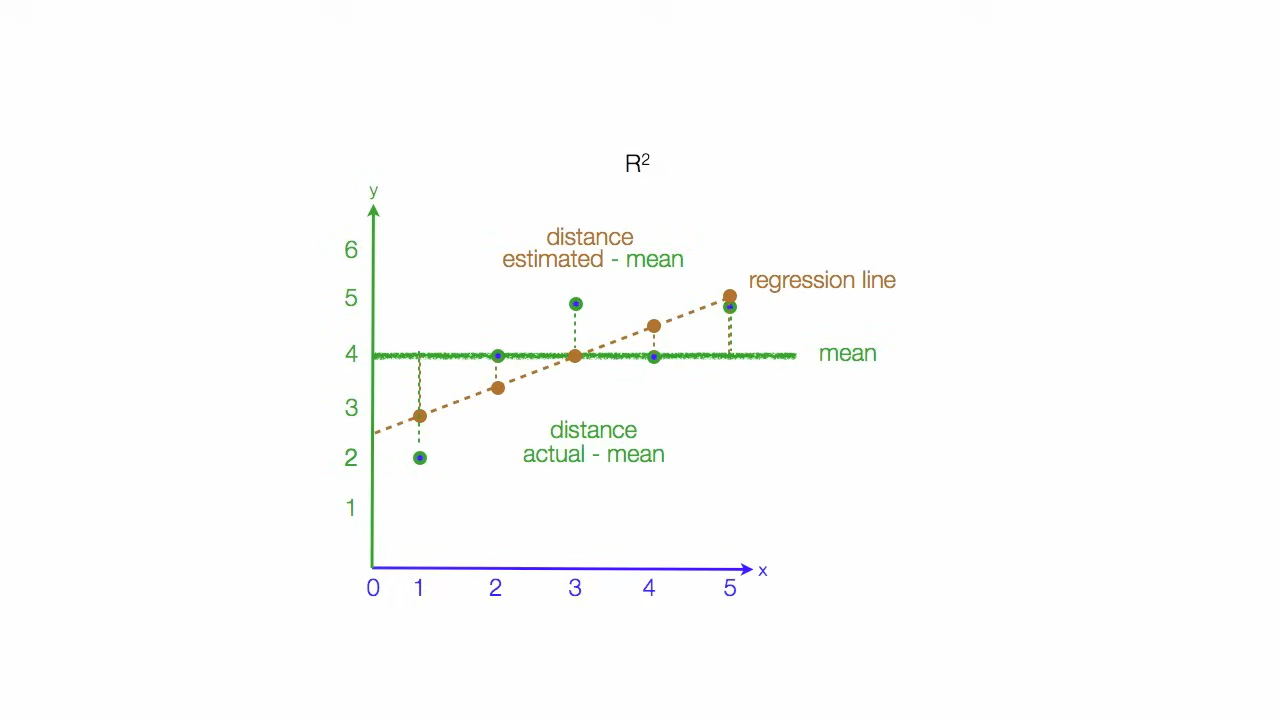 R²
y
distance
estimated - mean
6
regression line
5
4
mean
3
distance
actual - mean
2
1
x
0 1 2 3 4 5